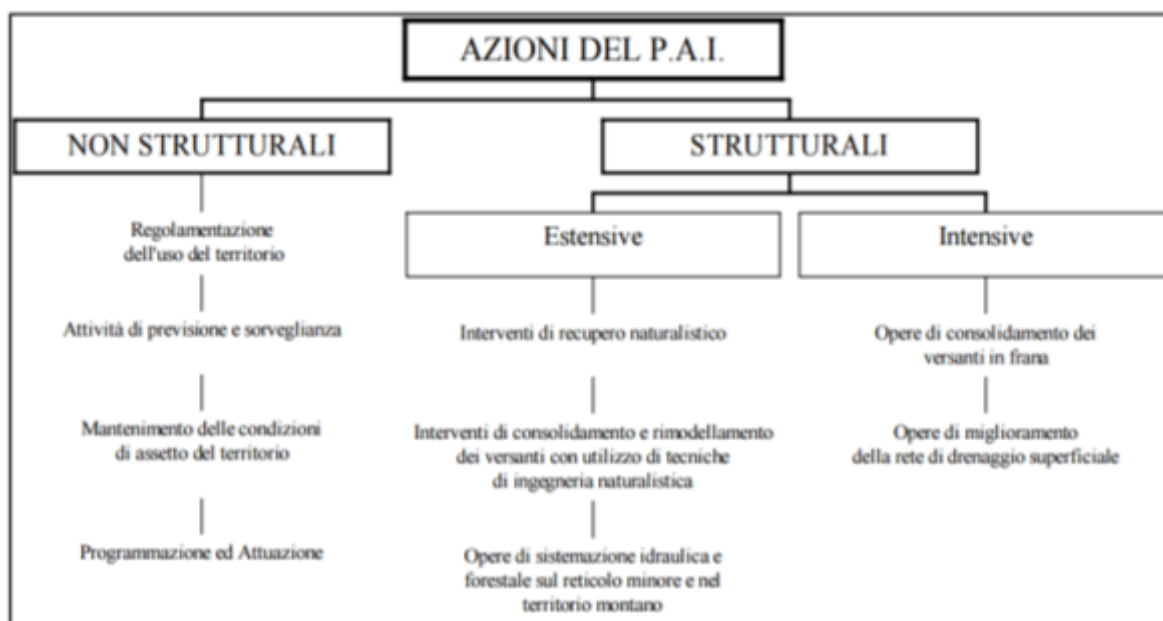 AZIONI DEL P.A.I.
NON STRUTTURALI
STRUTTURALI
Regolamentazione
dell'uso del territorio
Attività di previsione e sorveglianza
Mantenimento delle condizioni
di assetto del territorio
Programmazione ed Attuazione
Estensive
Interventi di recupero naturalistico
Interventi di consolidamento e rimodellamento
dei versanti con utilizzo di tecniche
di ingegneria naturalistica
Opere di sistemazione idraulica e
forestale sul reticolo minore e nel
territorio montano
Intensive
Opere di consolidamento dei
versanti in frana
Opere di miglioramento
della rete di drenaggio superficiale